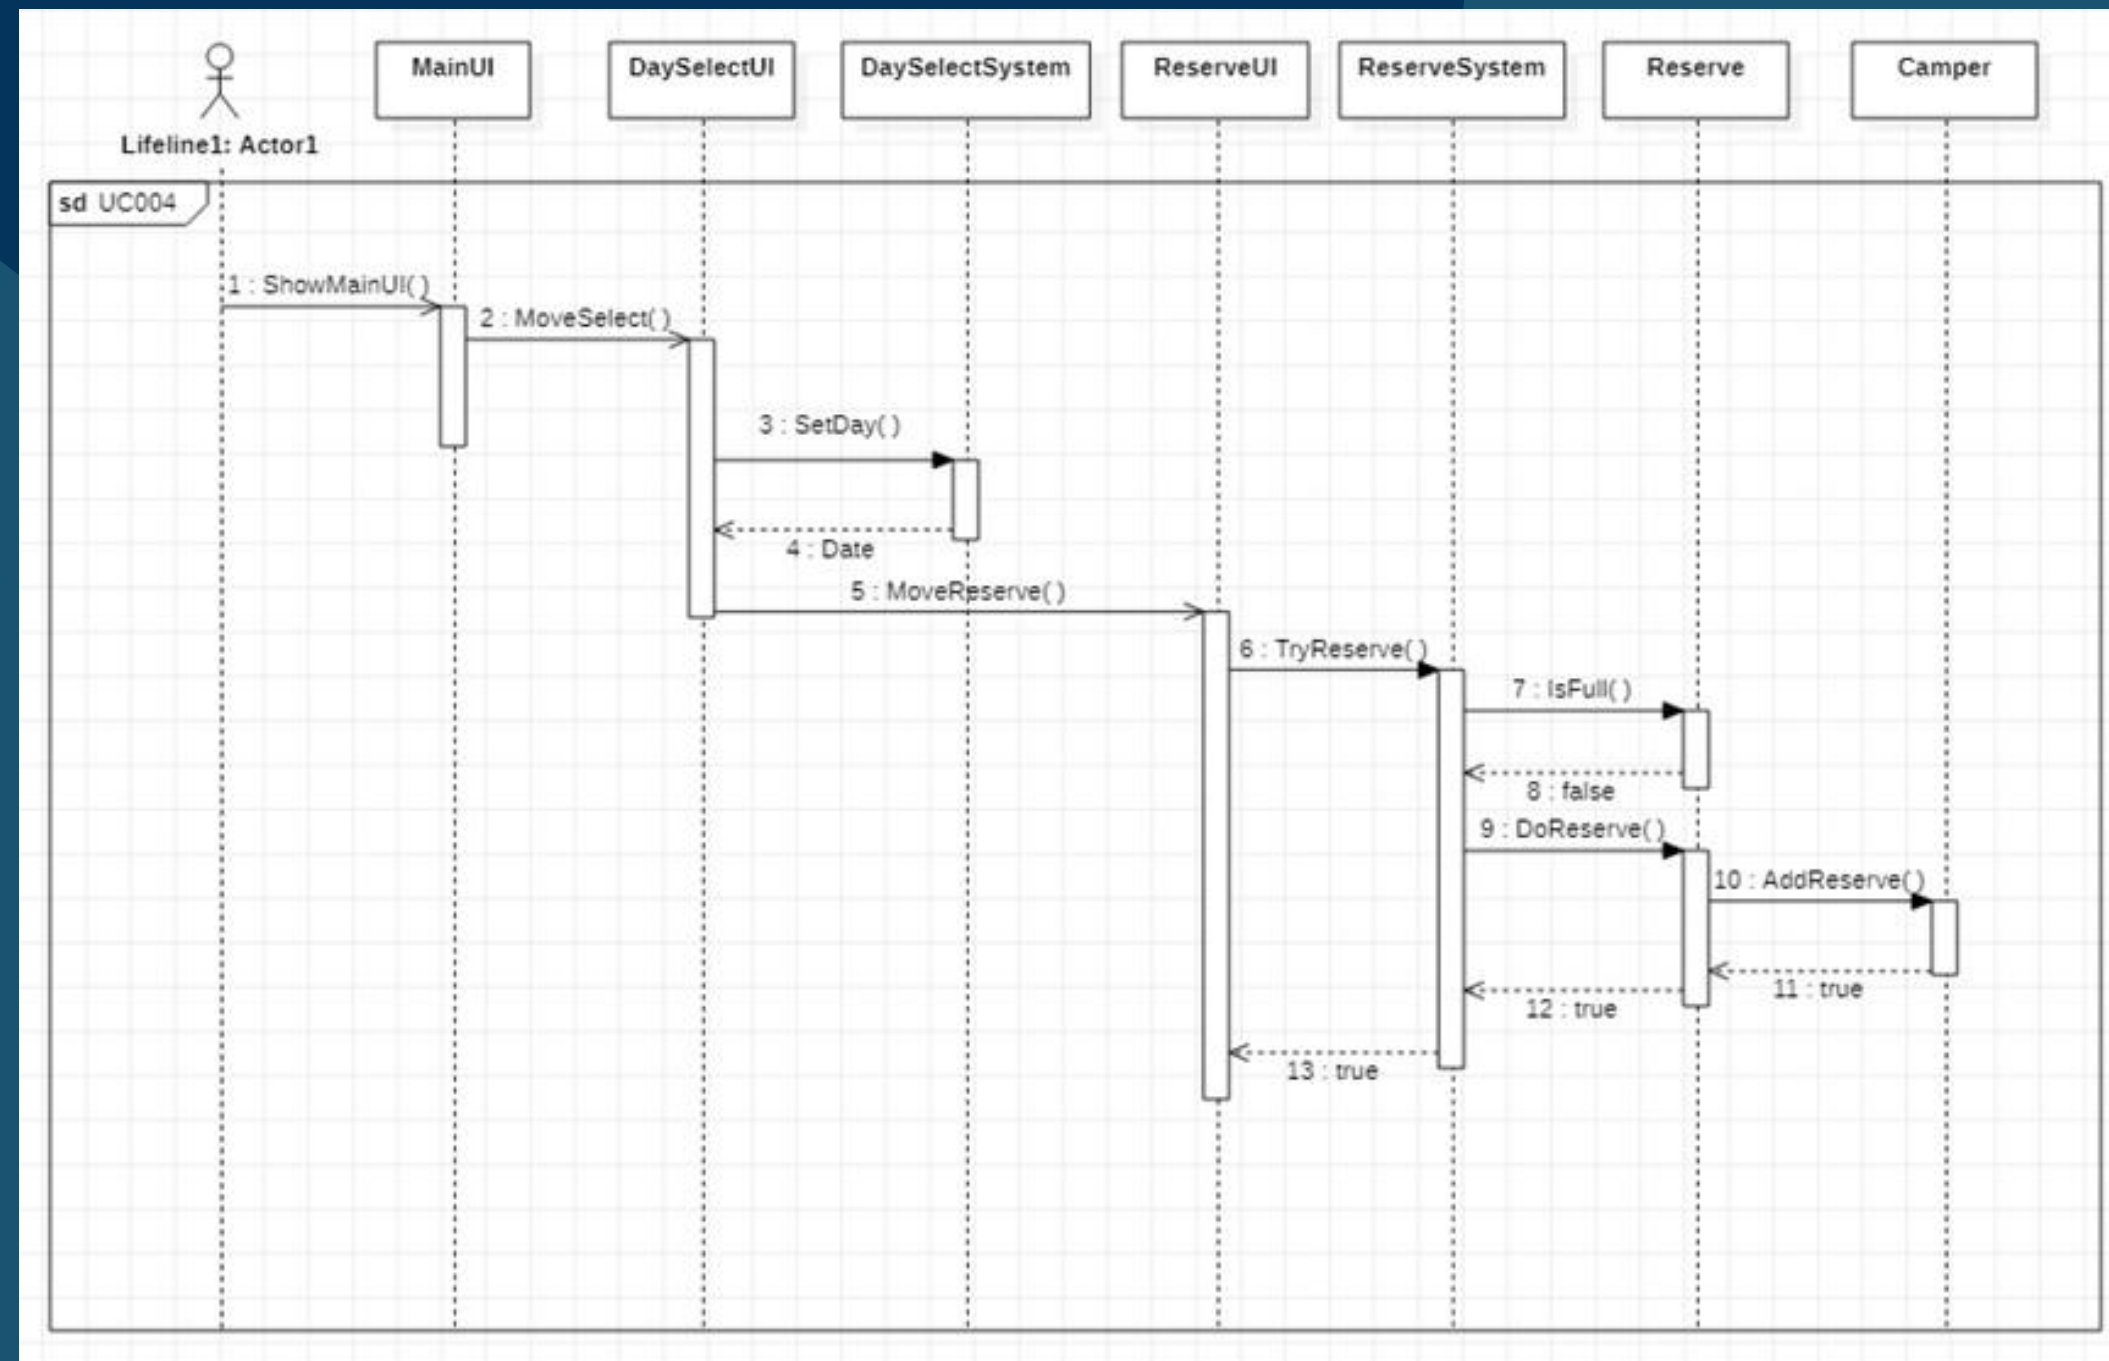 MainUI
DaySelectUI
DaySelectSystem
ReserveUI
ReserveSystem
Reserve
Camper
Lifeline1: Actor1
sd UC004
1 : ShowMainUI( )
2 : MoveSelect( )
3 : SetDay( )
4 : Date
5 : MoveReserve( )
6 : TryReserve( )
7 : IsFull( )
8 : false
9 : DoReserve( )
10 : AddReserve( )
11 : true
12 : true
13 : true